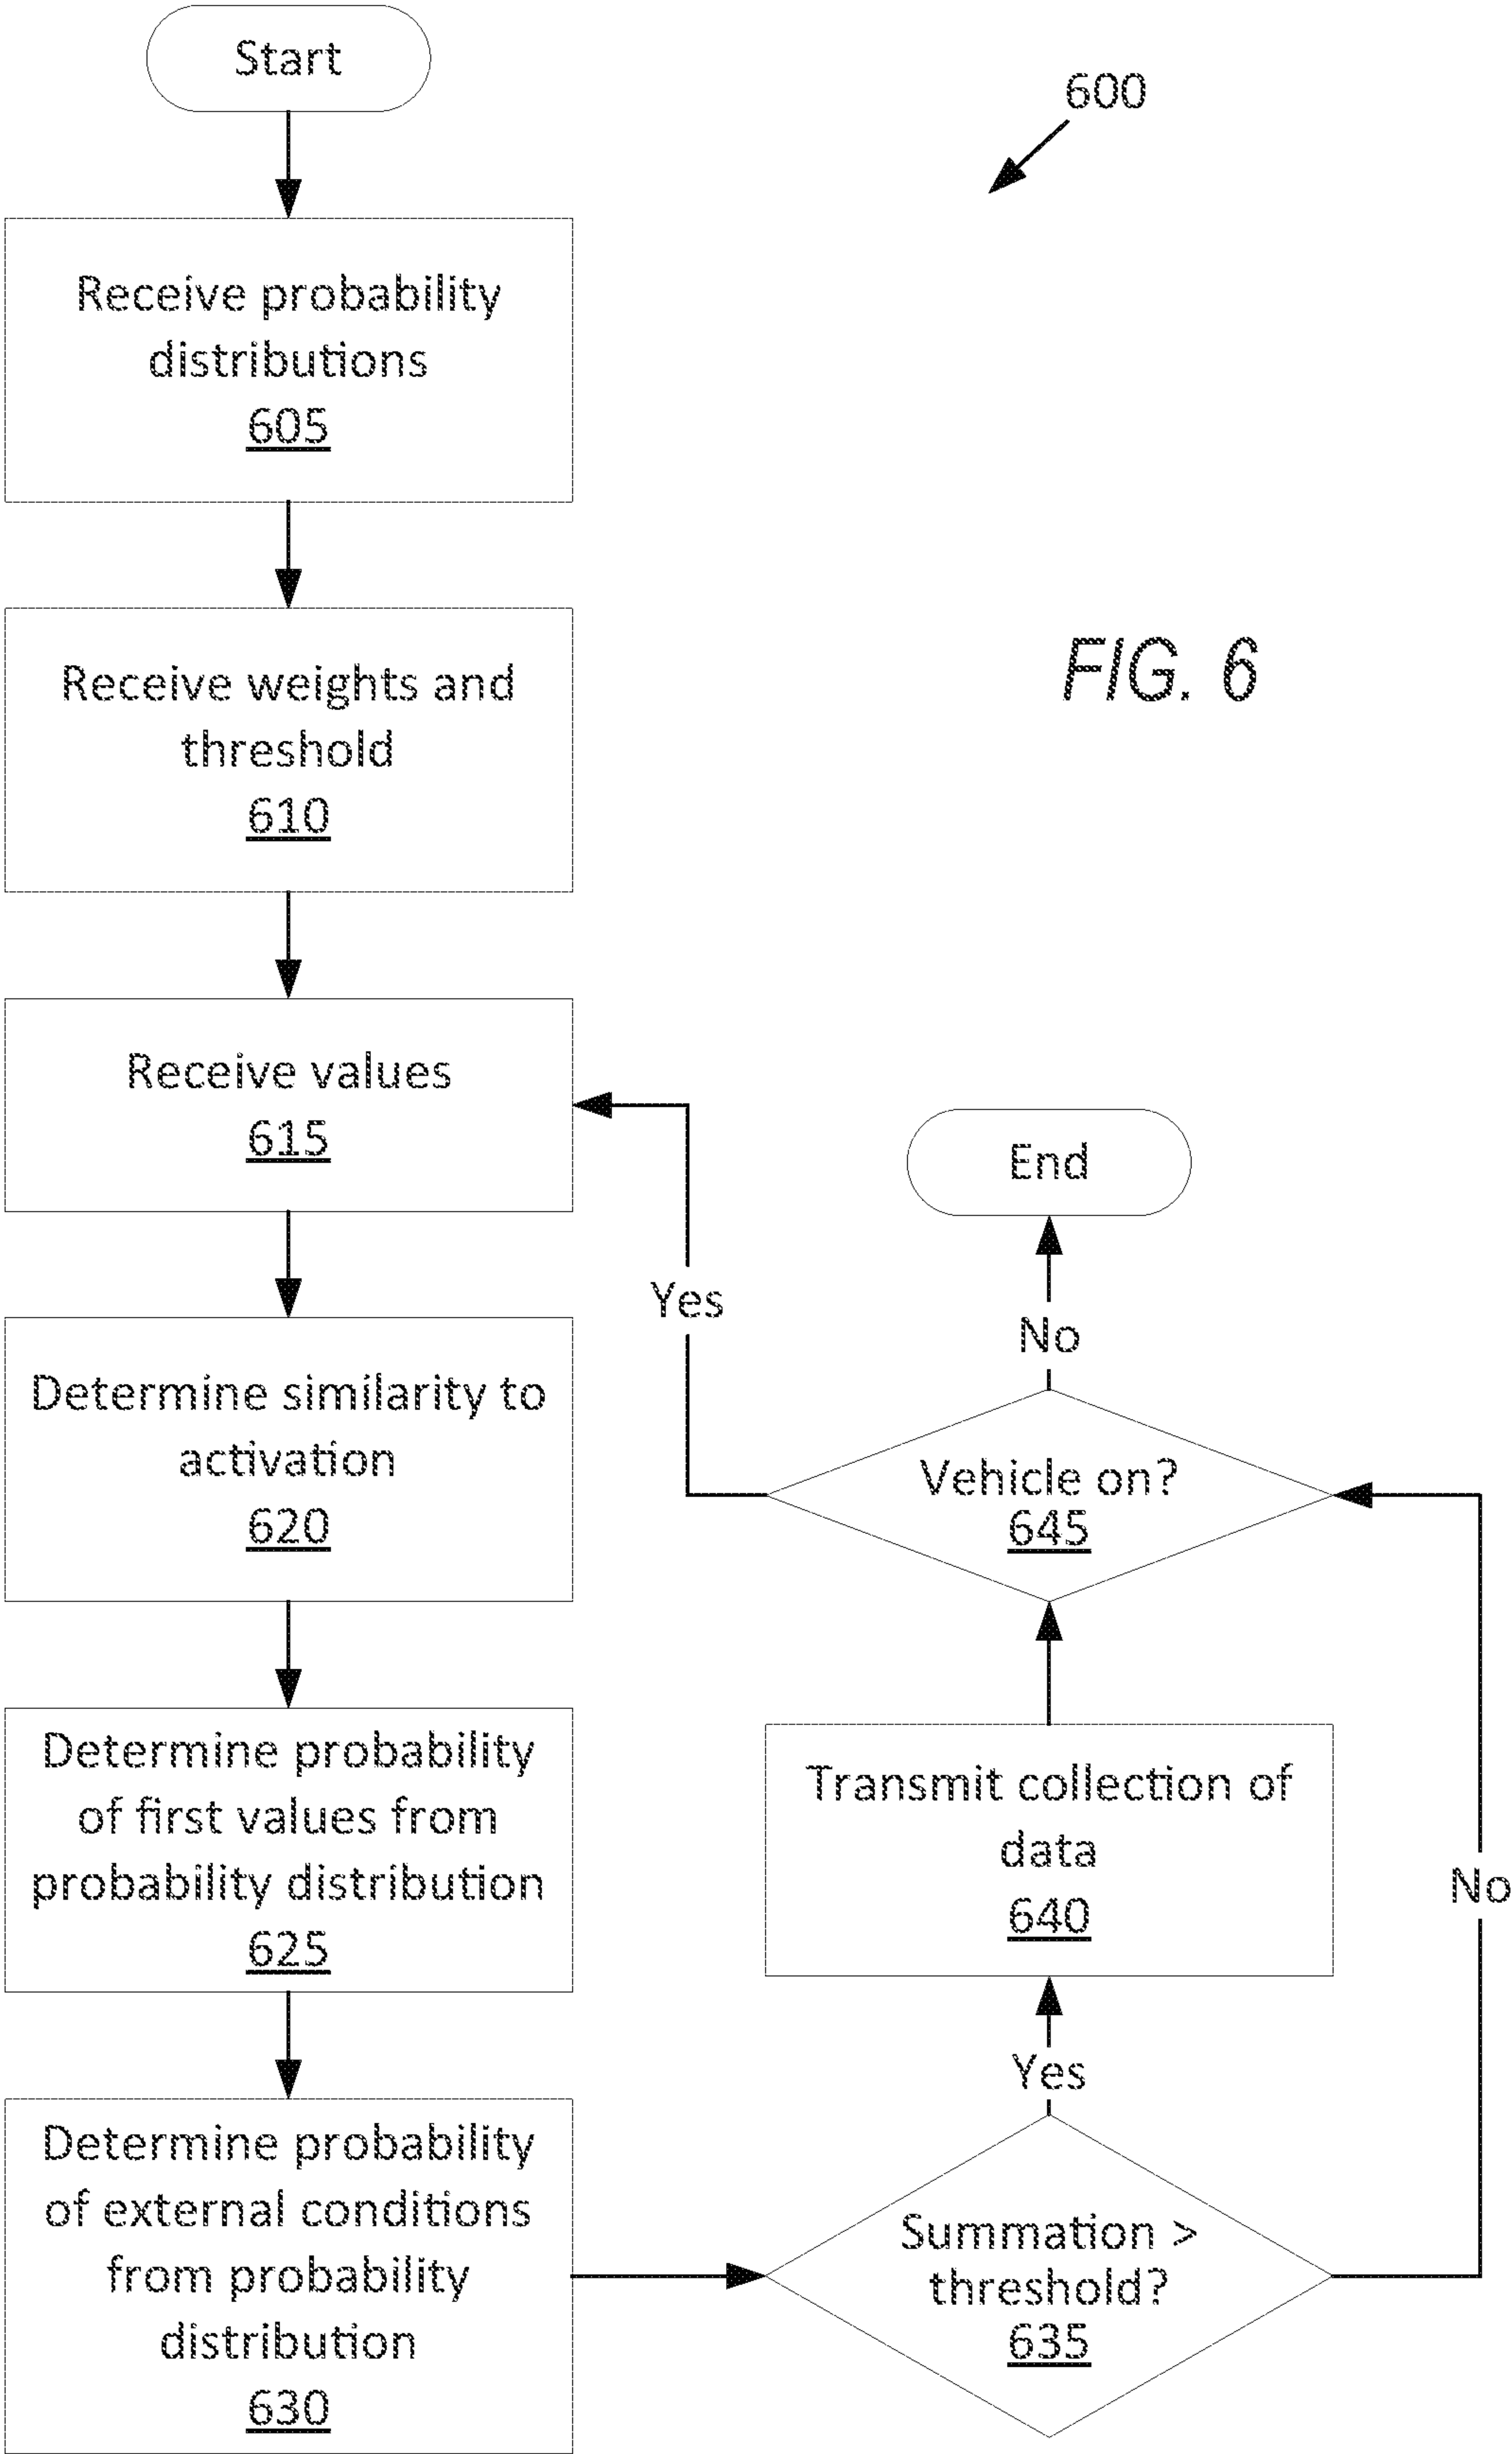 Start
600
Receive probability
distributions
605
Receive weights and
threshold
610
FIG. 6
Receive values
615
End
Yes
No
Determine similarity to
activation
620
Vehicle on?
645
Determine probability
of first values from
probability distribution
625
Transmit collection of
data
640
No
Yes
Determine probability
of external conditions
from probability
distribution
630
Summation >
threshold?
635